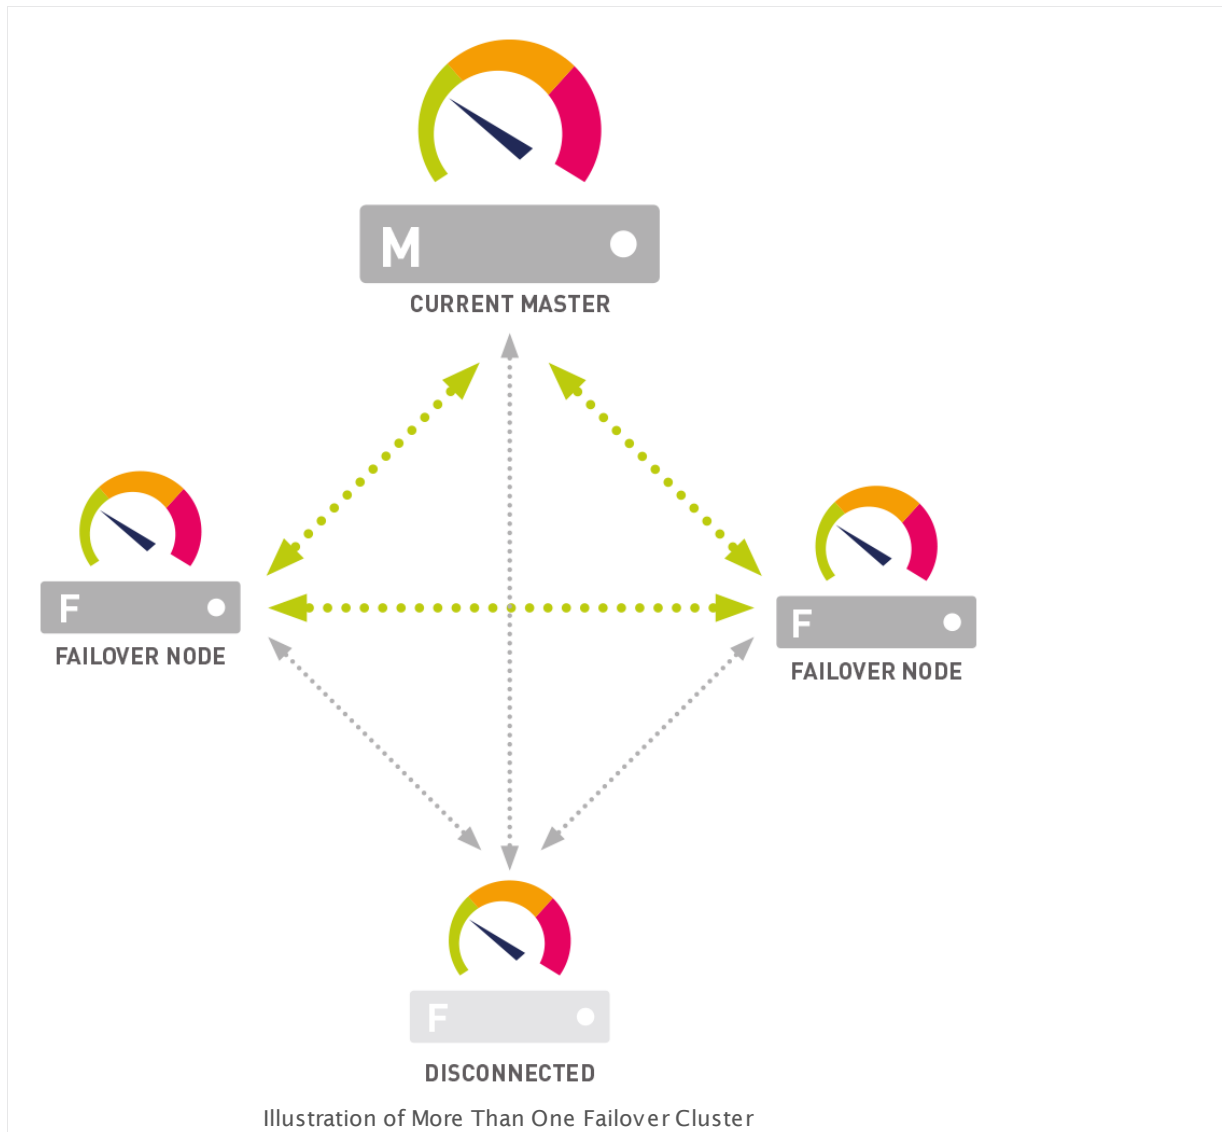 M
CURRENT MASTER
F
FAILOVER NODE
F
FAILOVER NODE
F
DISCONNECTED
Illustration of More Than One Failover Cluster